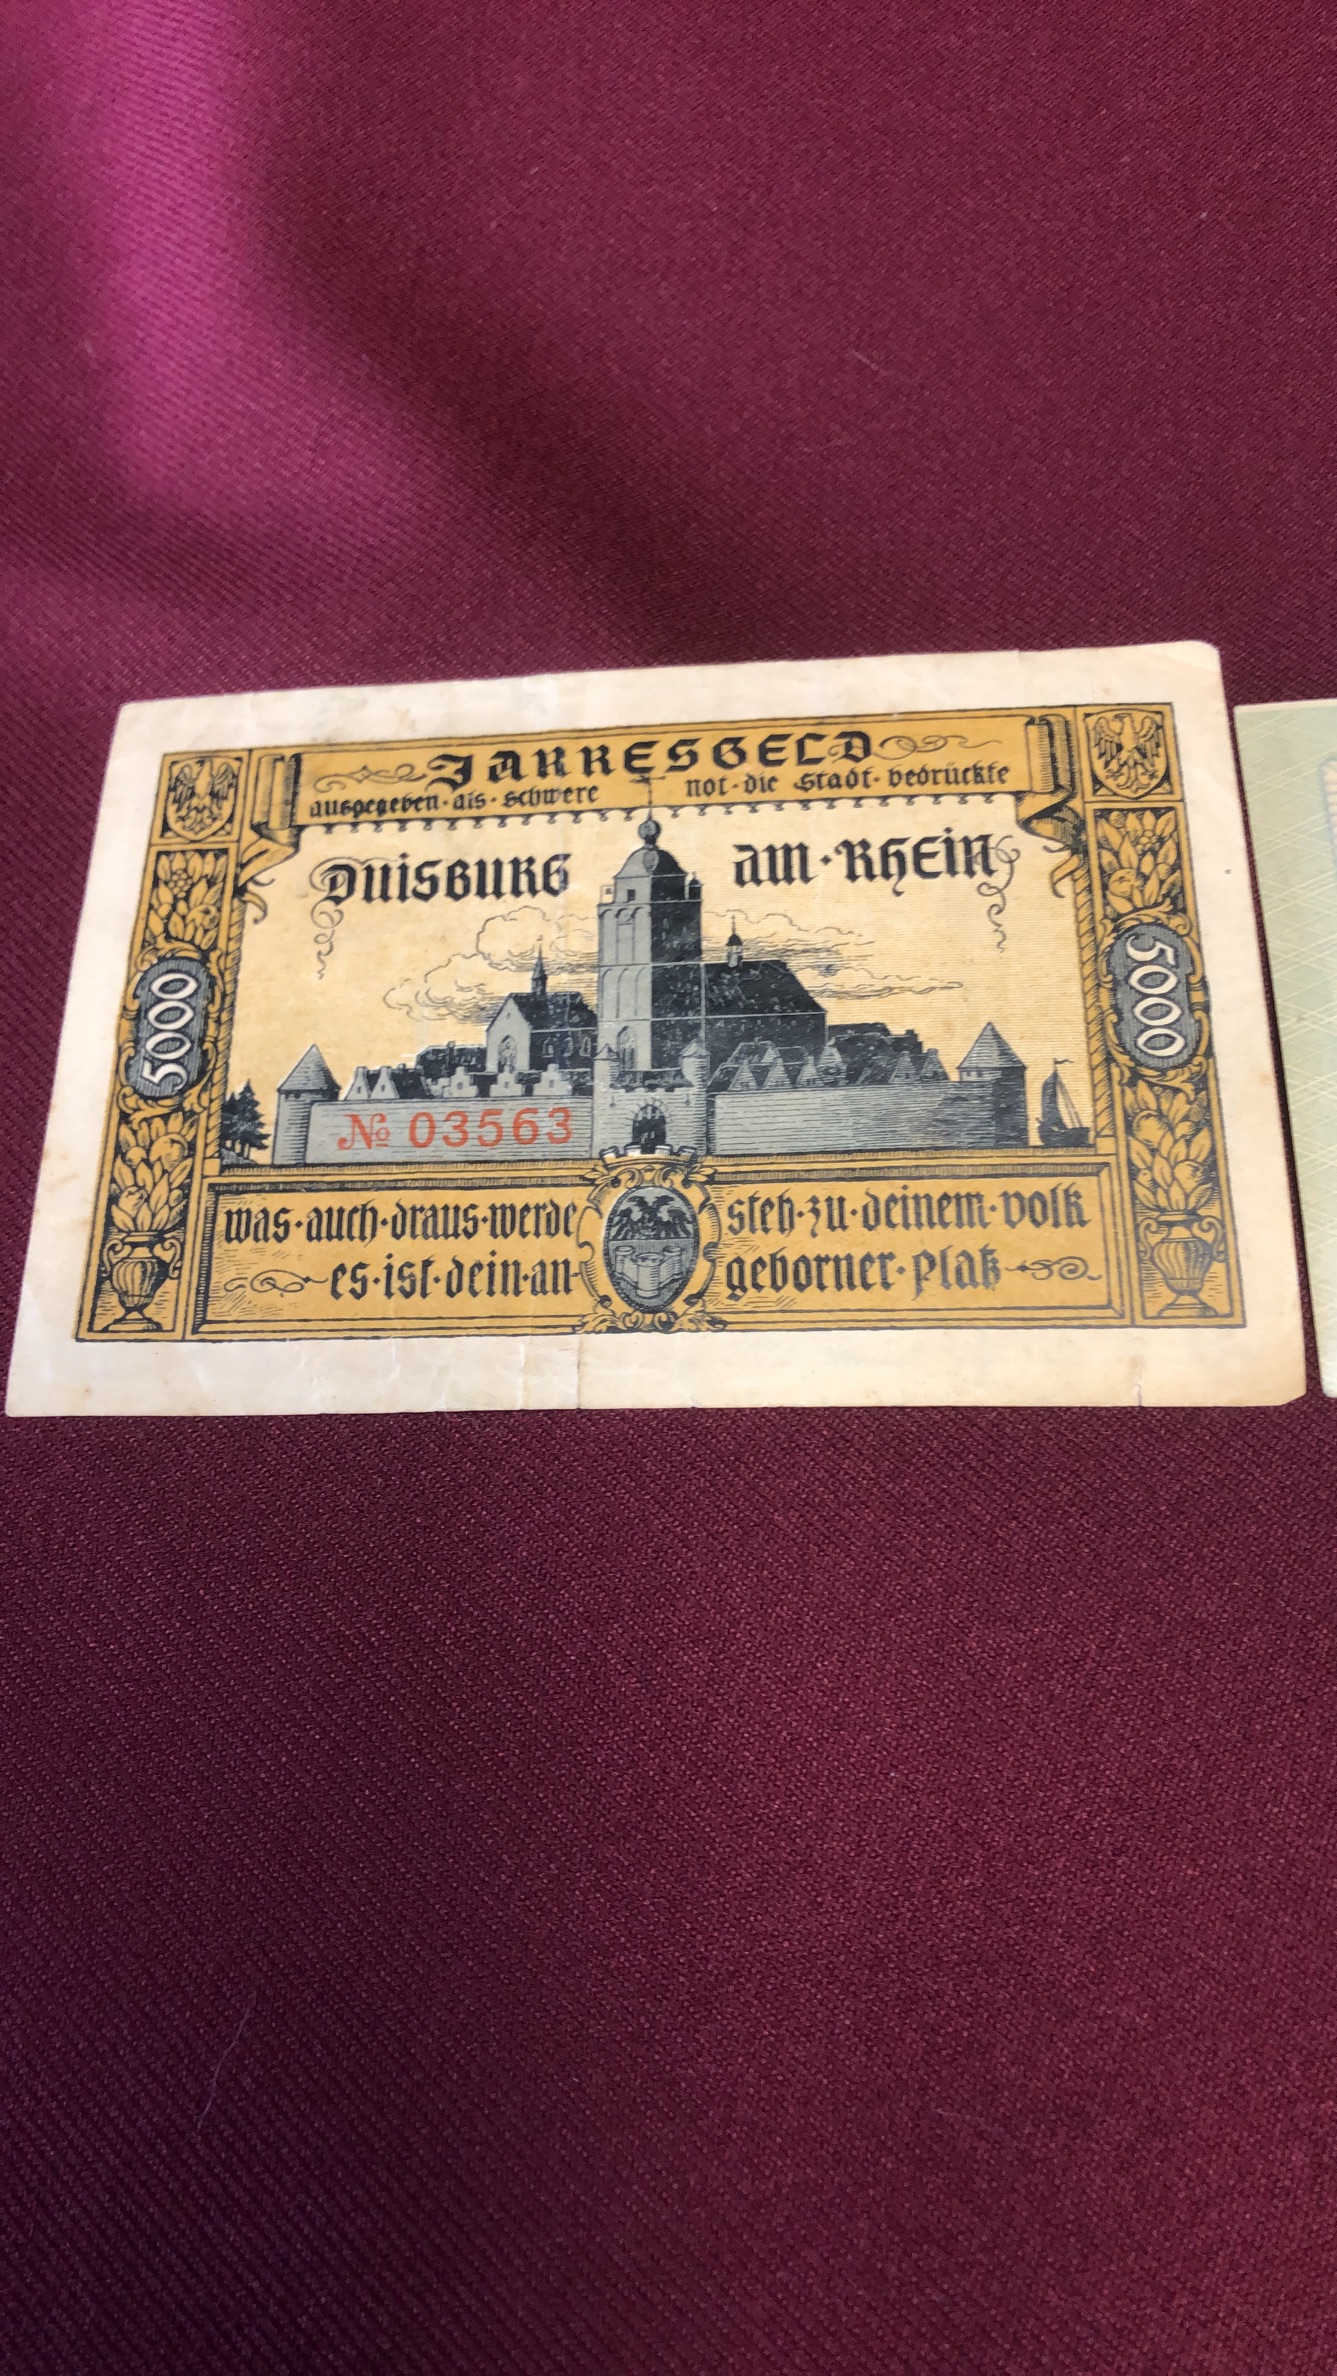 JARRESGELD
ausgegeben·als·schwere not·die Stadt·bedrückte
DUISBURG am·RHEIN
5000
5000
№ 03563
was·auch·draus·werde steh·zu·deinem·volk
es·ist·dein·an- geborner·platz